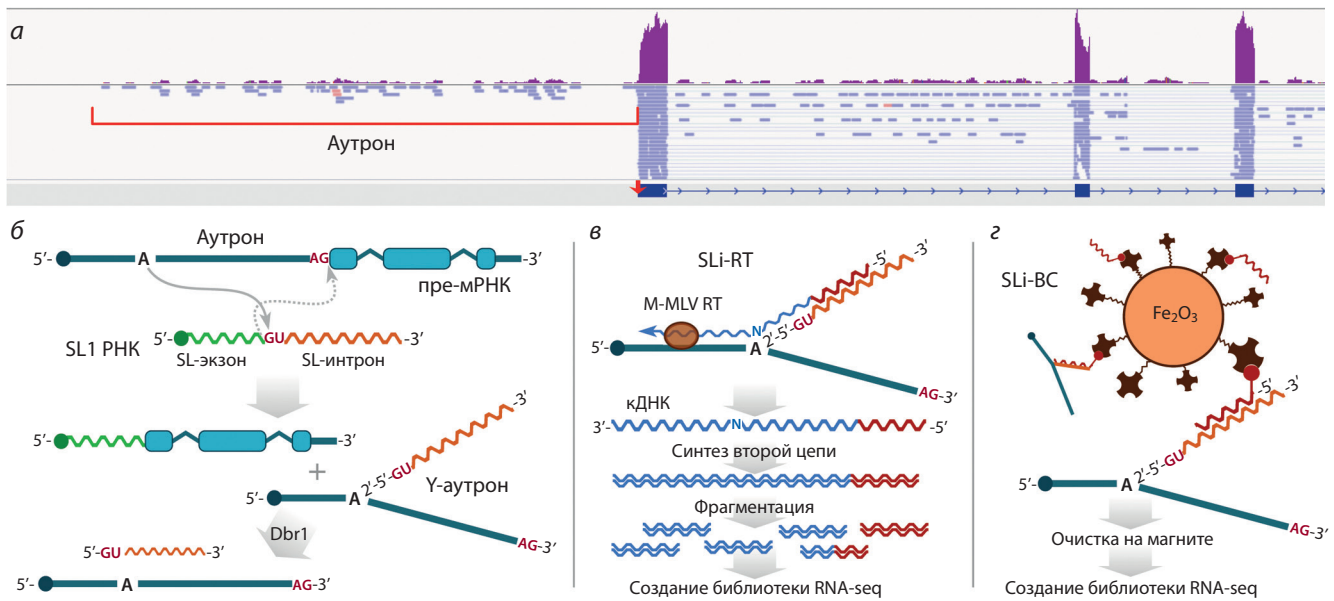 а
Аутрон
б
Аутрон
5′-
A
AG
-3′
пре-мРНК
5′-
GU
-3′
SL1 РНК
SL-экзон
SL-интрон
5′-
-3′
+
-3′
5′-
A
2′-5′-GU
Y-аутрон
AG-3′
Dbr1
5′-GU
-3′
5′-
A
AG-3′
в
SLi-RT
-5′
-3′
M-MLV RT
N
2′-5′-GU
5′-
A
AG-3′
кДНК
3′-
N
-5′
Синтез второй цепи
Фрагментация
Создание библиотеки RNA-seq
г
SLi-BC
Fe₂O₃
-5′
-3′
2′-5′-GU
5′-
A
AG-3′
Очистка на магните
Создание библиотеки RNA-seq